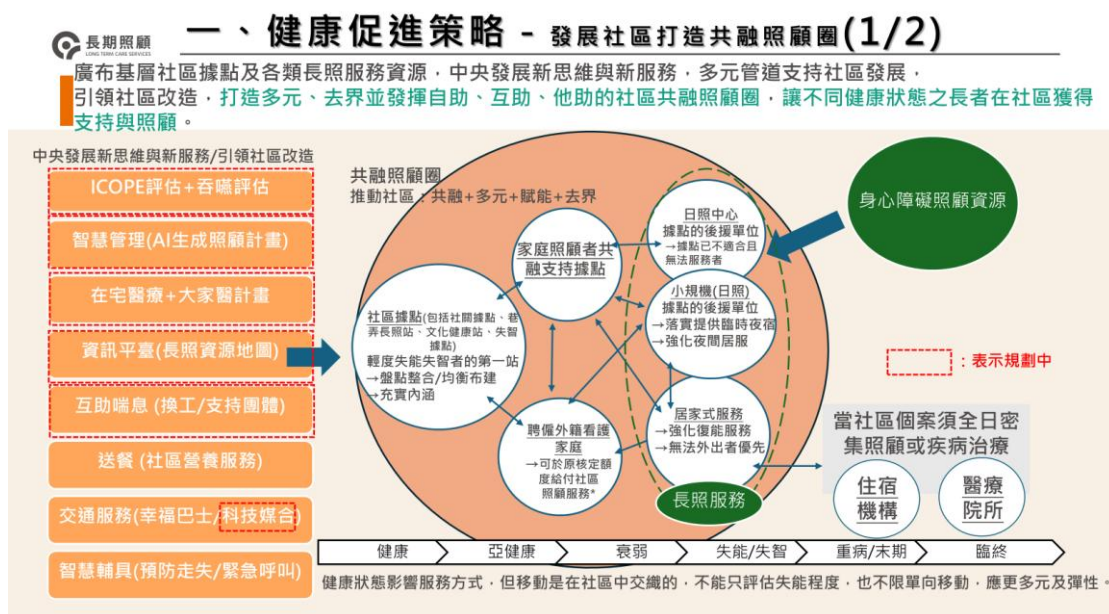 長期照顧
LONG TERM CARE SERVICES
一、健康促進策略 - 發展社區打造共融照顧圈(1/2)
廣布基層社區據點及各類長照服務資源，中央發展新思維與新服務，多元管道支持社區發展，
引領社區改造，打造多元、去界並發揮自助、互助、他助的社區共融照顧圈，讓不同健康狀態之長者在社區獲得
支持與照顧。
中央發展新思維與新服務/引領社區改造
ICOPE評估+吞嚥評估
智慧管理(AI生成照顧計畫)
在宅醫療+大家醫計畫
資訊平臺(長照資源地圖)
互助喘息 (換工/支持團體)
送餐 (社區營養服務)
交通服務(幸福巴士/科技媒合)
智慧輔具(預防走失/緊急呼叫)
共融照顧圈
推動社區：共融+多元+賦能+去界
社區據點(包括社關據點、巷
弄長照站、文化健康站、失智
據點)
輕度失能失智者的第一站
→盤點整合/均衡布建
→充實內涵
家庭照顧者共
融支持據點
聘僱外籍看護
家庭
→可於原核定額
度給付社區
照顧服務*
日照中心
據點的後援單位
→據點已不適合且
無法服務者
小規機(日照)
據點的後援單位
→落實提供臨時夜宿
→強化夜間居服
居家式服務
→強化復能服務
→無法外出者優先
長照服務
身心障礙照顧資源
：表示規劃中
當社區個案須全日密
集照顧或疾病治療
住宿
機構
醫療
院所
健康
亞健康
衰弱
失能/失智
重病/末期
臨終
健康狀態影響服務方式，但移動是在社區中交織的，不能只評估失能程度，也不限單向移動，應更多元及彈性。